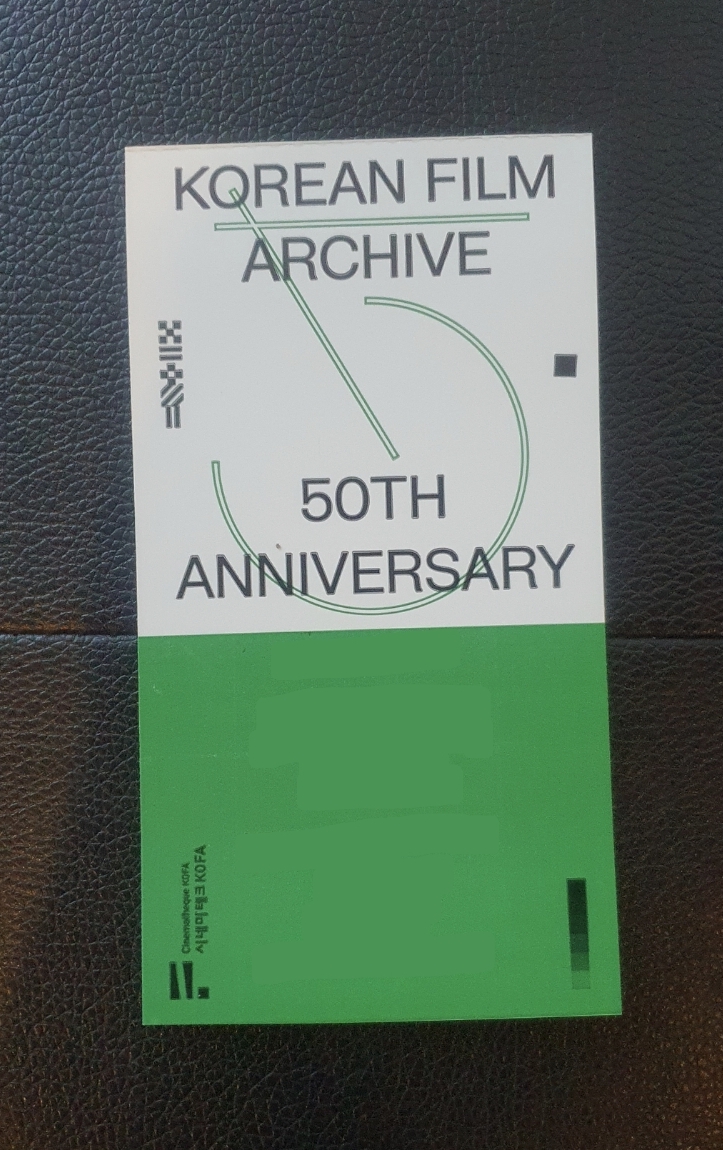 KOREAN FILM
ARCHIVE
50TH
ANNIVERSARY
Cinematheque KOFA
시네마테크 KOFA